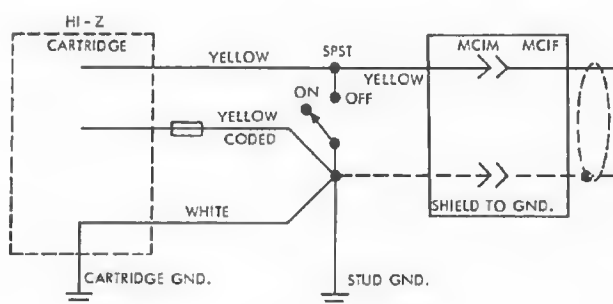 HI-Z
CARTRIDGE
YELLOW
SPST
YELLOW
MCIM
MCIF
ON
OFF
YELLOW
CODED
WHITE
SHIELD TO GND.
CARTRIDGE GND.
STUD GND.